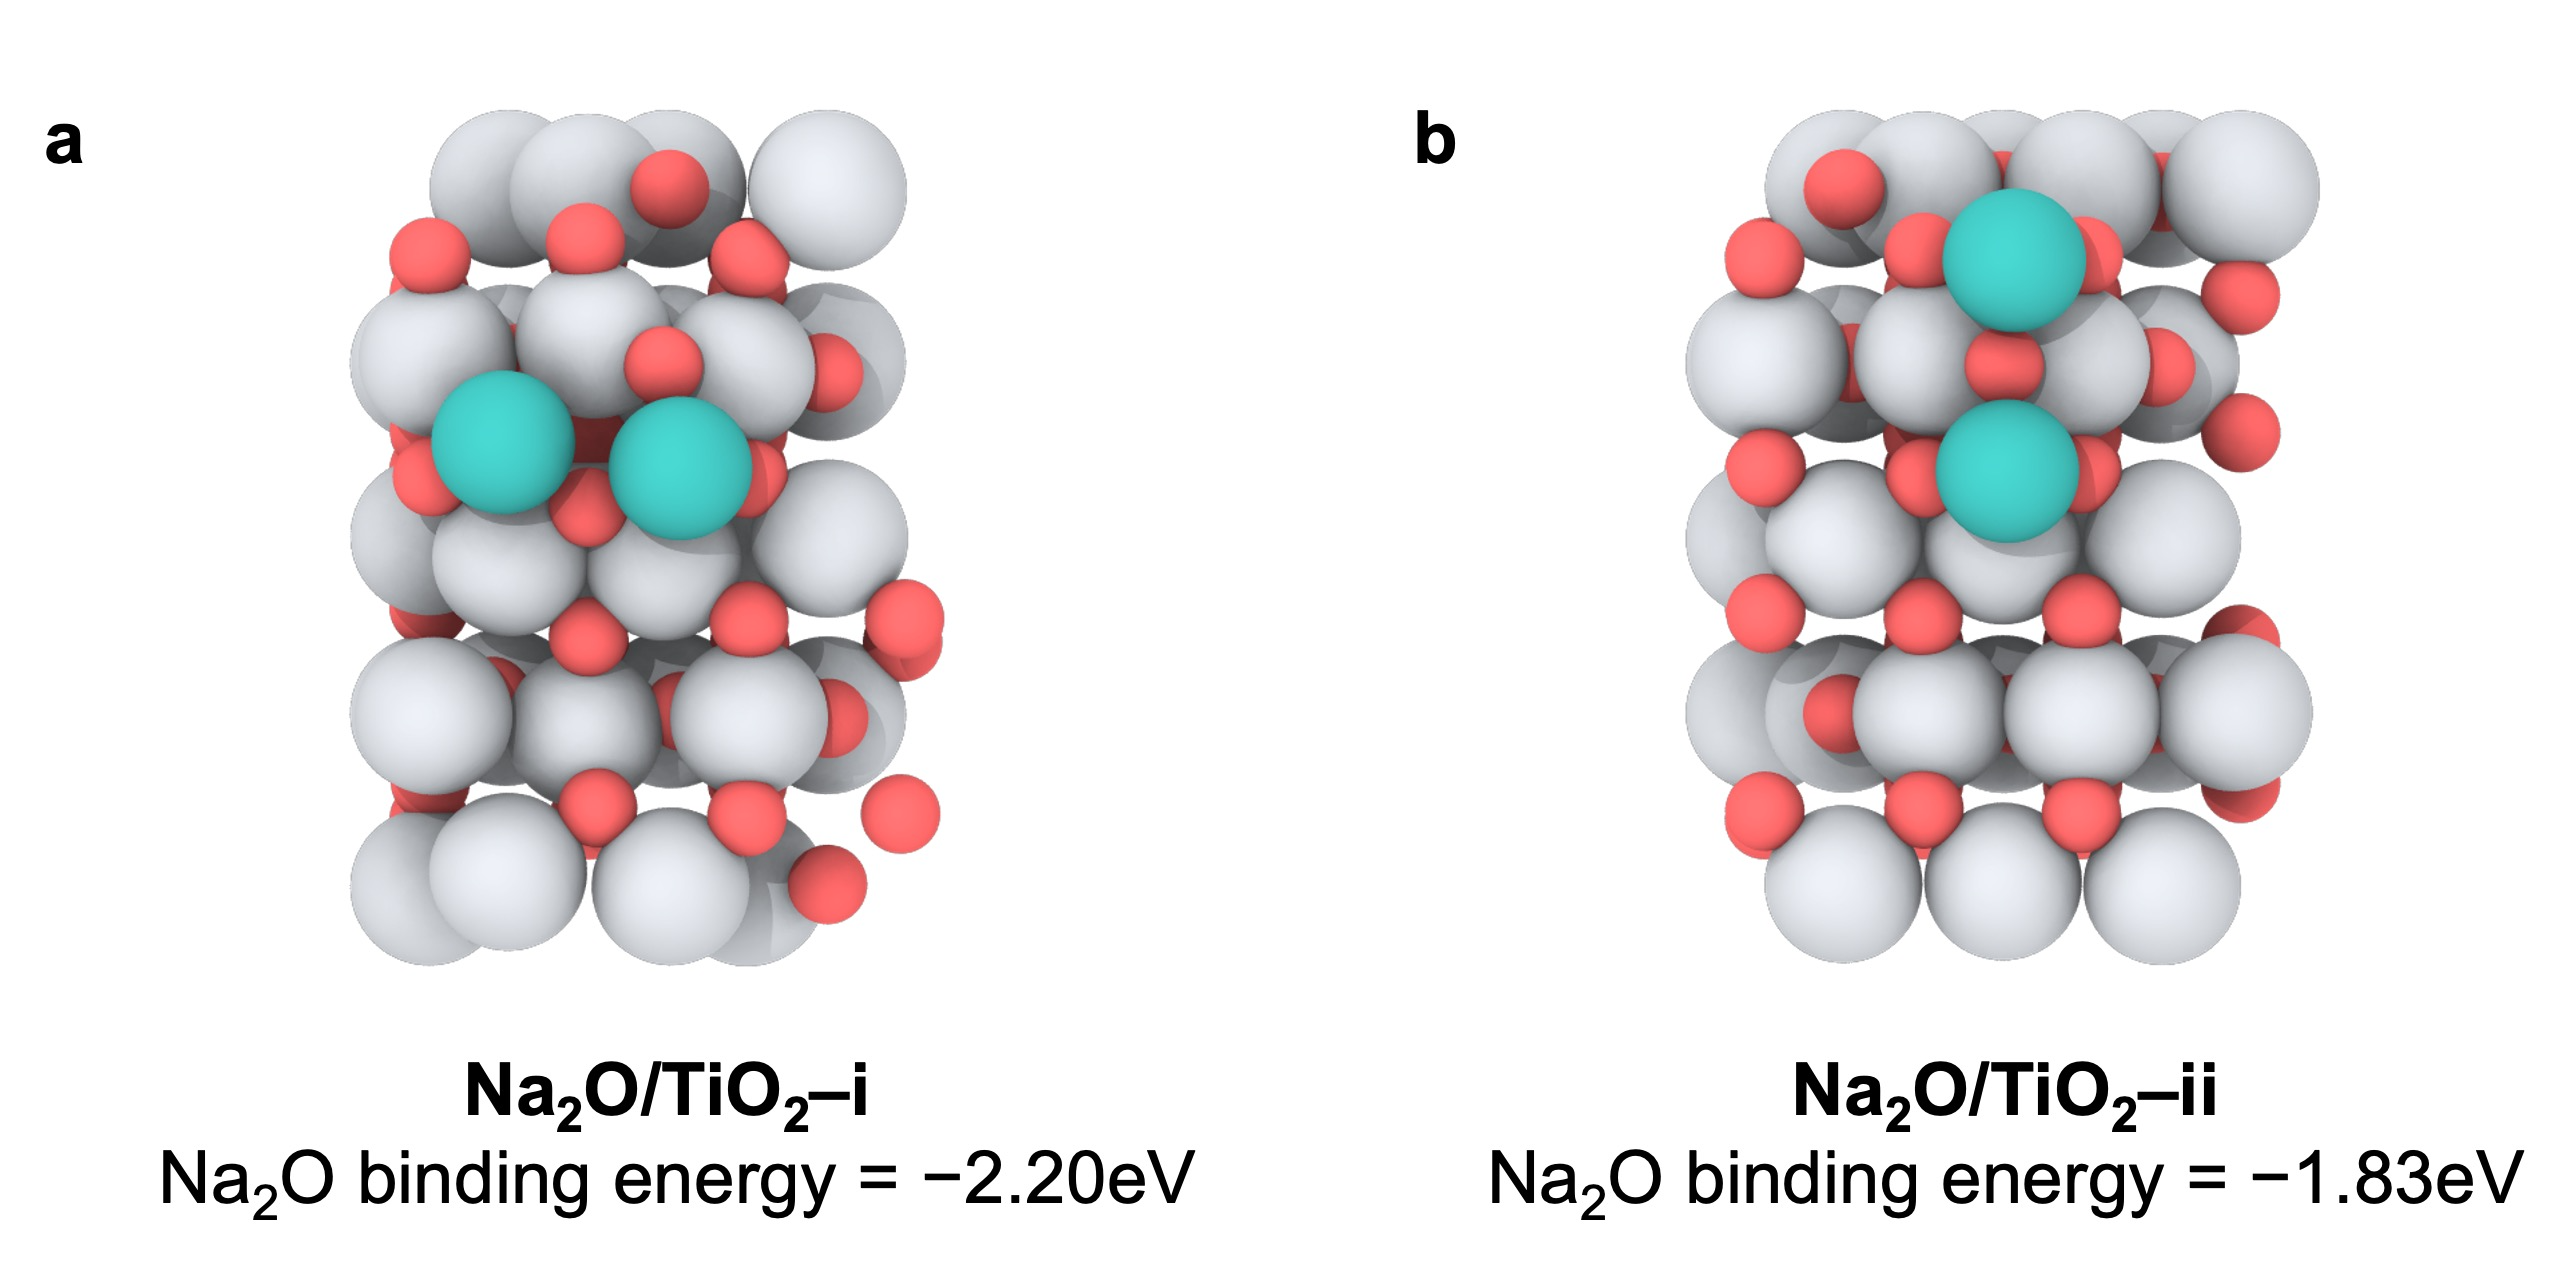 a
b
Na₂O/TiO₂–i
Na₂O binding energy = −2.20eV
Na₂O/TiO₂–ii
Na₂O binding energy = −1.83eV